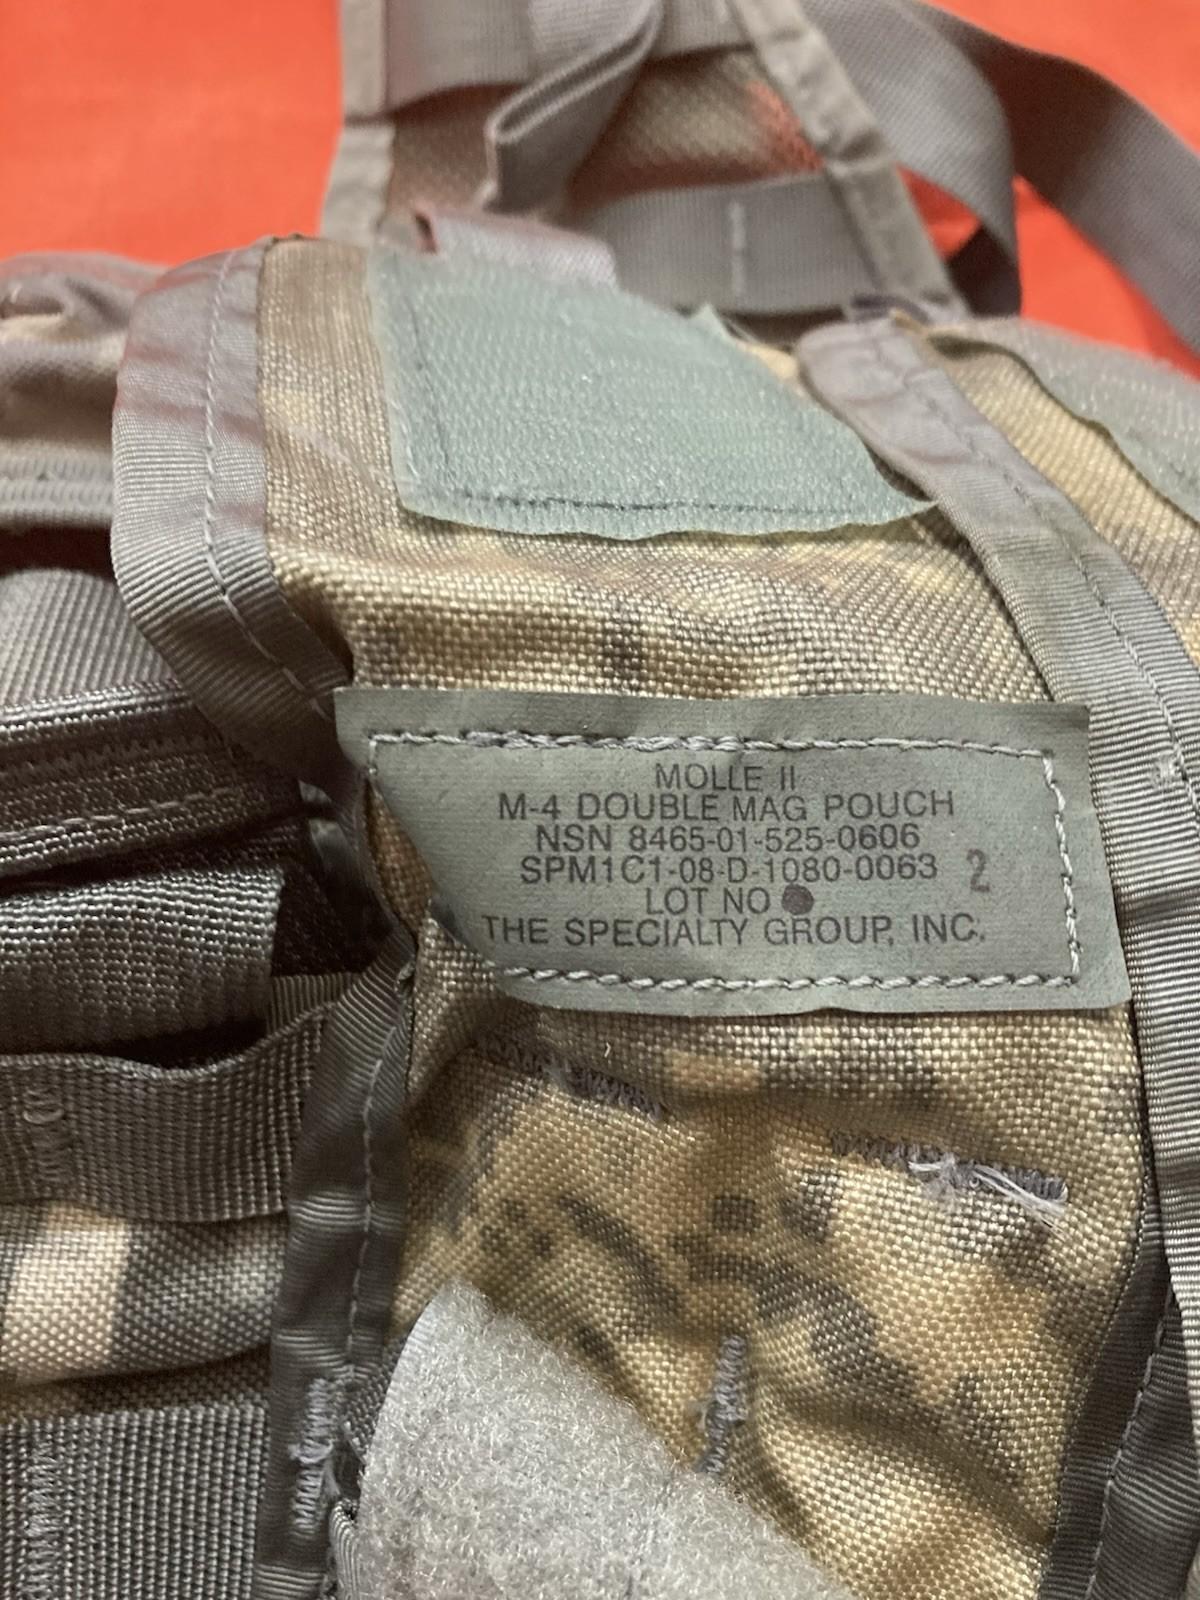 MOLLE II
M-4 DOUBLE MAG POUCH
NSN 8465-01-525-0606
SPM1C1-08-D-1080-0063 2
LOT NO
THE SPECIALTY GROUP, INC.